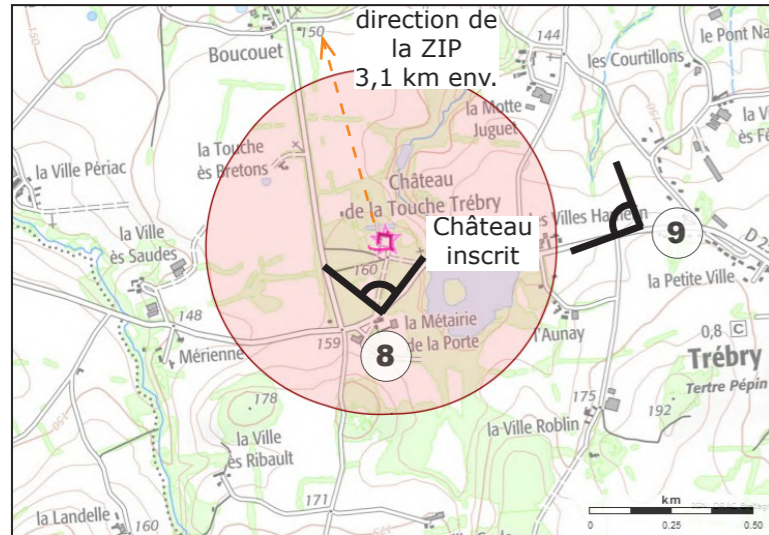 direction de
la ZIP
3,1 km env.
150
150
Boucouet
144
les Courtillons
le Pont
la Motte
Juguet
150
la Touche
ès Bretons
la Ville Périac
Château
de la Touche Trébry
Château
inscrit
la Ville
ès Saudes
160
9
la Petite Ville
148
la Métairie
de la Porte
l'Aunay
Mérienne
159
8
0,8 C
Trébry
Tertre Pépin
178
175
192
150
la Ville
ès Ribault
la Ville Roblin
171
la Landelle
160
km
0 0.25 0.50